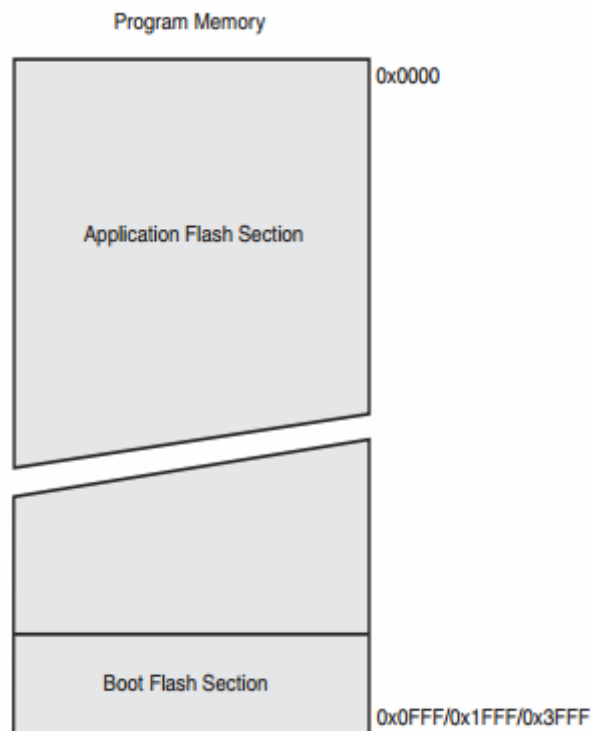 Program Memory
0x0000
Application Flash Section
Boot Flash Section
0x0FFF/0x1FFF/0x3FFF